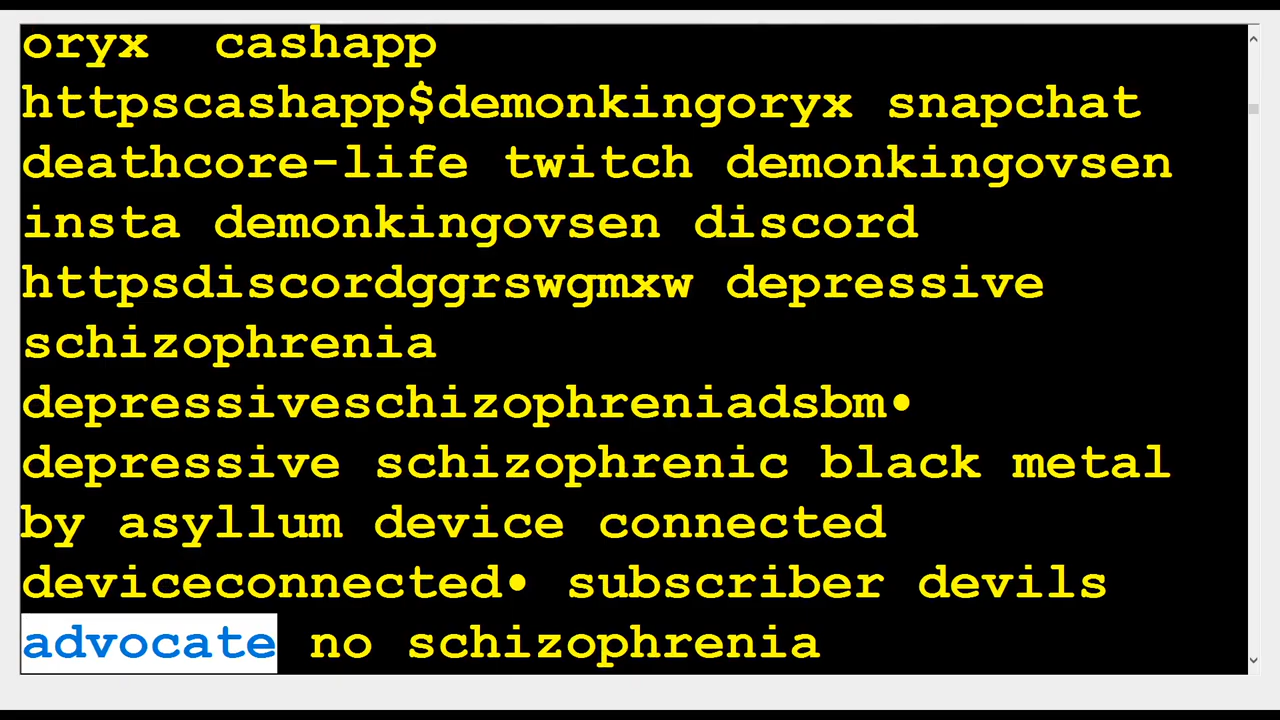 oryx cashapp
httpscashapp$demonkingoryx snapchat
deathcore-life twitch demonkingovsen
insta demonkingovsen discord
httpsdiscordggrswgmxw depressive
schizophrenia
depressiveschizophreniadsbm•
depressive schizophrenic black metal
by asyllum device connected
deviceconnected• subscriber devils
advocate no schizophrenia